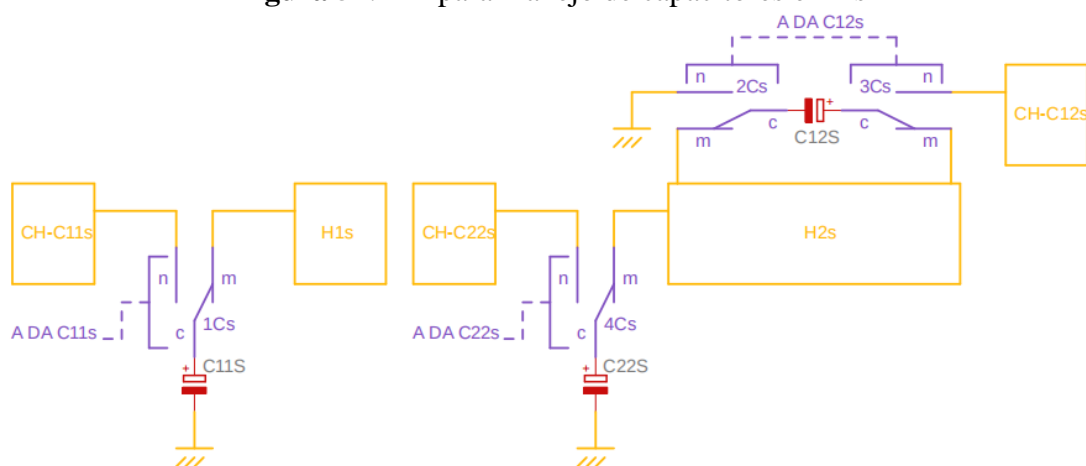 A DA C12s
n
2Cs
3Cs
n
c
C12S
c
m
m
+
CH-C12s
CH-C11s
H1s
CH-C22s
H2s
n
m
A DA C11s
c
1Cs
+
C11S
n
m
A DA C22s
c
4Cs
+
C22S